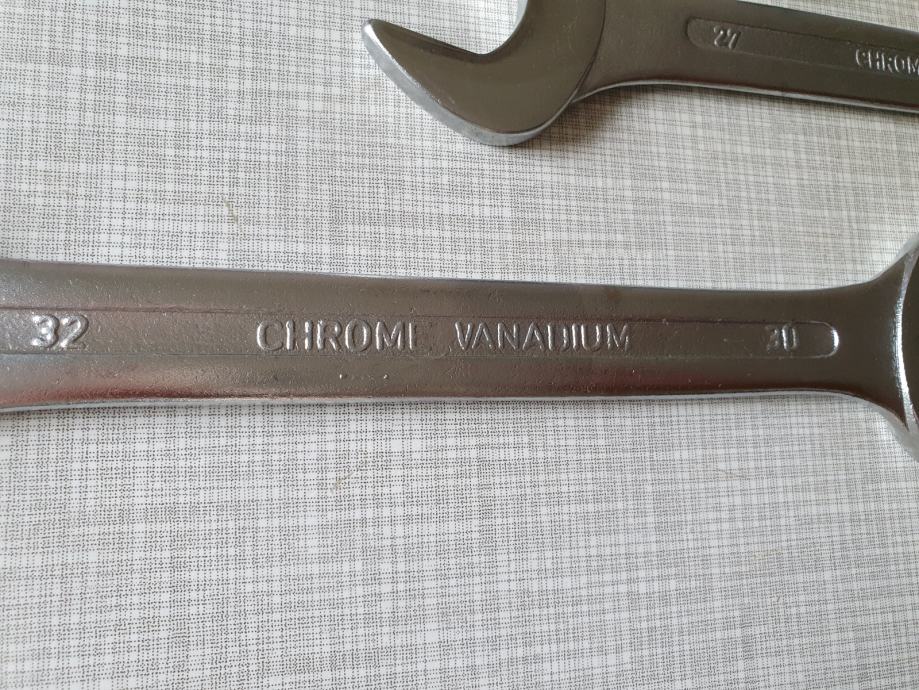 27 CHROM
32 CHROME VANADIUM 30